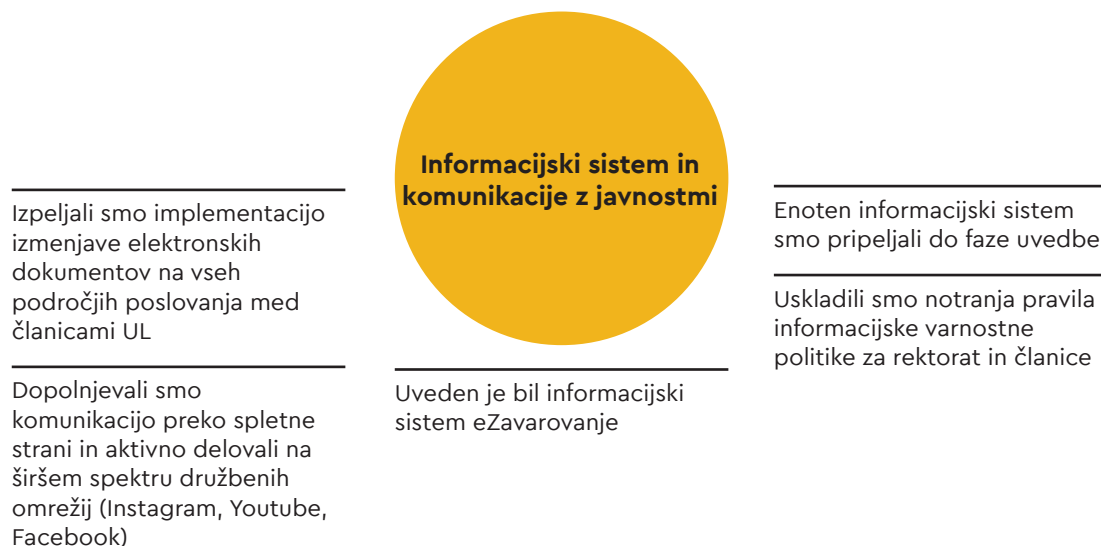 Informacijski sistem in
komunikacije z javnostmi
Izpeljali smo implementacijo
izmenjave elektronskih
dokumentov na vseh
področjih poslovanja med
članicami UL
Dopolnjevali smo
komunikacijo preko spletne
strani in aktivno delovali na
širšem spektru družbenih
omrežij (Instagram, Youtube,
Facebook)
Uveden je bil informacijski
sistem eZavarovanje
Enoten informacijski sistem
smo pripeljali do faze uvedbe
Uskladili smo notranja pravila
informacijske varnostne
politike za rektorat in članice